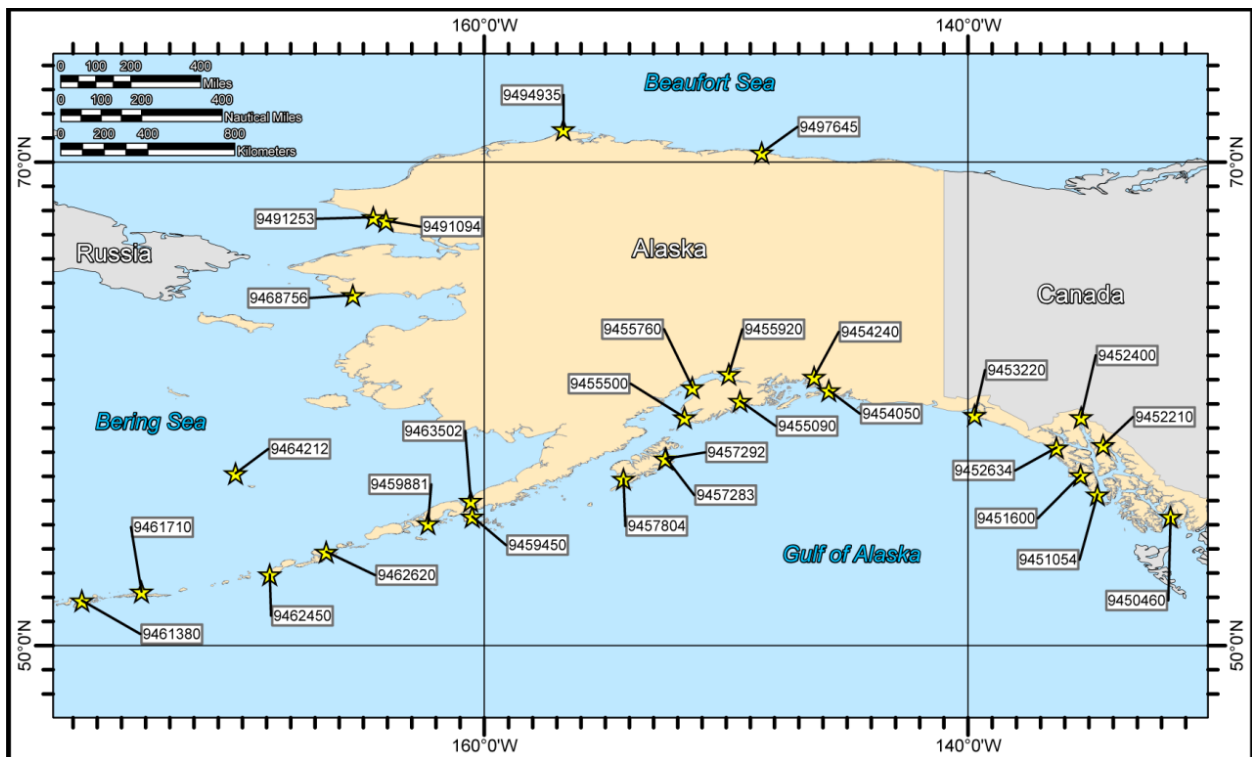 160°0'W
140°0'W
0 100 200 400
Miles
0 100 200 400
Nautical Miles
0 200 400 800
Kilometers
Beaufort Sea
9494935
9497645
70°0'N
70°0'N
9491253
9491094
Russia
Alaska
Canada
9468756
9455760
9455920
9454240
9452400
9453220
9455500
9454050
9452210
Bering Sea
9463502
9455090
9464212
9457292
9452634
9459881
9457283
9461710
9457804
9451600
9459450
Gulf of Alaska
9451054
9462620
9450460
9462450
9461380
50°0'N
50°0'N
160°0'W
140°0'W